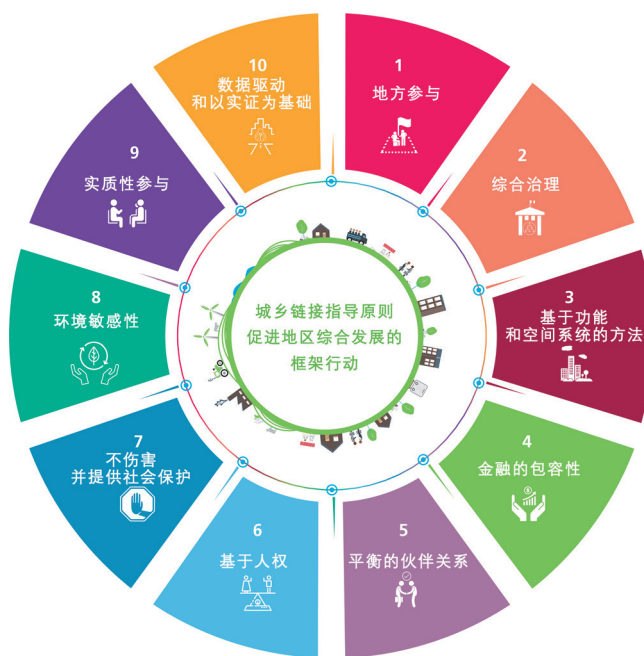 城乡链接指导原则
促进地区综合发展的
框架行动
1
地方参与
2
综合治理
3
基于功能
和空间系统的方法
4
金融的包容性
5
平衡的伙伴关系
6
基于人权
7
不伤害
并提供社会保护
8
环境敏感性
9
实质性参与
10
数据驱动
和以实证为基础